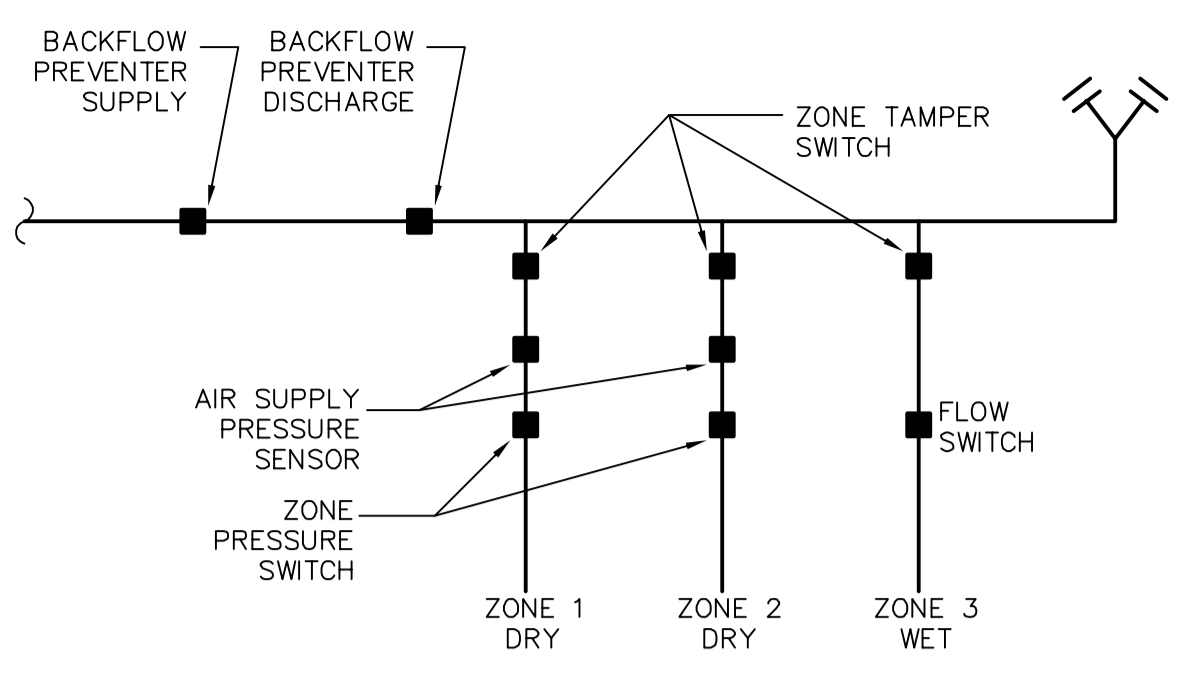 BACKFLOW
PREVENTER
SUPPLY
BACKFLOW
PREVENTER
DISCHARGE
ZONE TAMPER
SWITCH
AIR SUPPLY
PRESSURE
SENSOR
FLOW
SWITCH
ZONE
PRESSURE
SWITCH
ZONE 1
DRY
ZONE 2
DRY
ZONE 3
WET